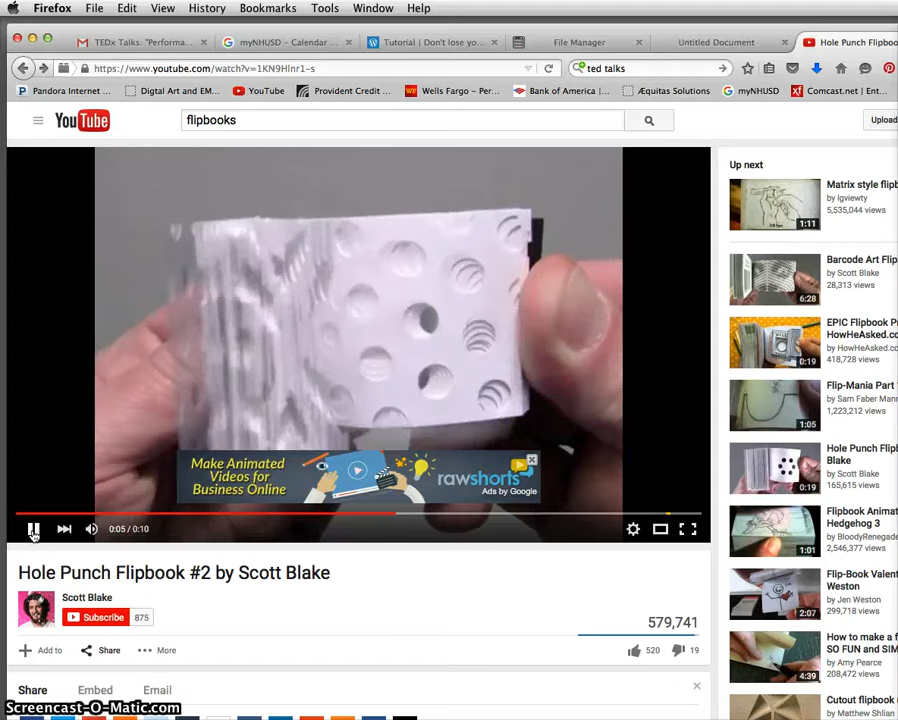 Firefox File Edit View History Bookmarks Tools Window Help
TEDx Talks: "Performa... × myNHUSD – Calendar ... × Tutorial | Don't lose yo... × File Manager × Untitled Document × Hole Punch Flipboo
https://www.youtube.com/watch?v=1KN9Hlnr1-s ted talks
Pandora Internet ... Digtal Art and EM... YouTube Provident Credit ... Wells Fargo – Per... Bank of America |... Æquitas Solutions myNHUSD Comcast.net | Ent...
YouTube flipbooks Upload
Up next
Matrix style flip
by lgviewty
5,535,044 views
1:11
Barcode Art Flip
by Scott Blake
28,313 views
6:28
EPIC Flipbook Pr
HowHeAsked.co
by HowHeAsked.c
418,728 views
0:19
Flip-Mania Part
by Sam Faber Man
1,223,212 views
1:05
Hole Punch Flipb
Blake
by Scott Blake
165,615 views
0:19
Flipbook Animat
Hedgehog 3
by BloodyRenegade
2,546,377 views
1:01
Flip-Book Valen
Weston
by Jen Weston
299,718 views
2:07
How to make a f
SO FUN and SIM
by Amy Pearce
208,472 views
4:39
Cutout flipbook (
by Matthew Shlian
Make Animated
Videos for
Business Online
rawshorts
Ads by Google
0:05 / 0:10
Hole Punch Flipbook #2 by Scott Blake
Scott Blake
Subscribe 875
579,741
Add to Share More 520 19
Share Embed Email
Screencast-O-Matic.com